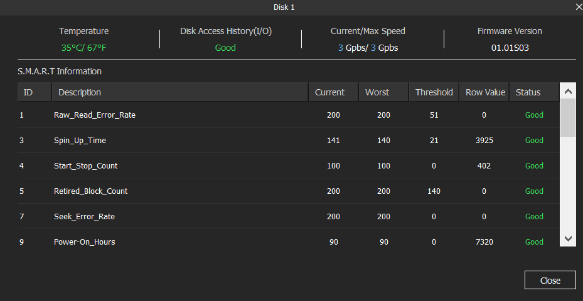 Disk 1
Temperature Disk Access History(I/O) Current/Max Speed Firmware Version
35°C/ 67°F Good 3 Gbps/ 3 Gbps 01.01S03
S.M.A.R.T Information
ID Description Current Worst Threshold Row Value Status
1 Raw_Read_Error_Rate 200 200 51 0 Good
3 Spin_Up_Time 141 140 21 3925 Good
4 Start_Stop_Count 100 100 0 402 Good
5 Retired_Block_Count 200 200 140 0 Good
7 Seek_Error_Rate 200 200 0 0 Good
9 Power-On_Hours 90 90 0 7320 Good
Close